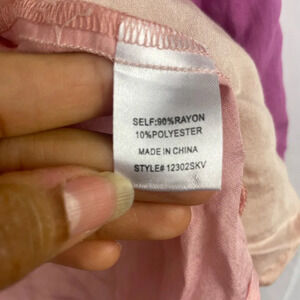 SELF:90%RAYON
10%POLYESTER
MADE IN CHINA
STYLE#12302SKV